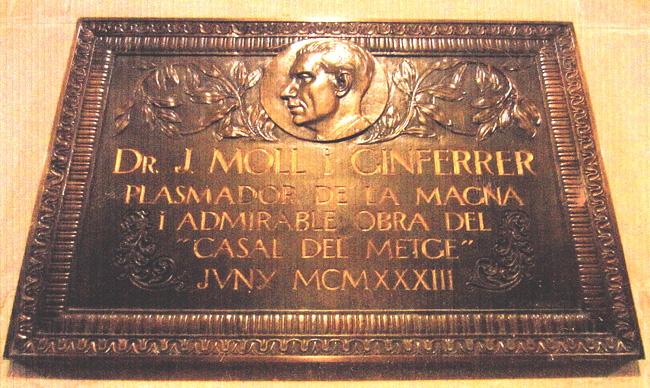 DR. J. MOLL i GINFERRER
PLASMADOR DE LA MAGNA
i ADMIRABLE OBRA DEL
"CASAL DEL METGE"
JVNY MCMXXXIII